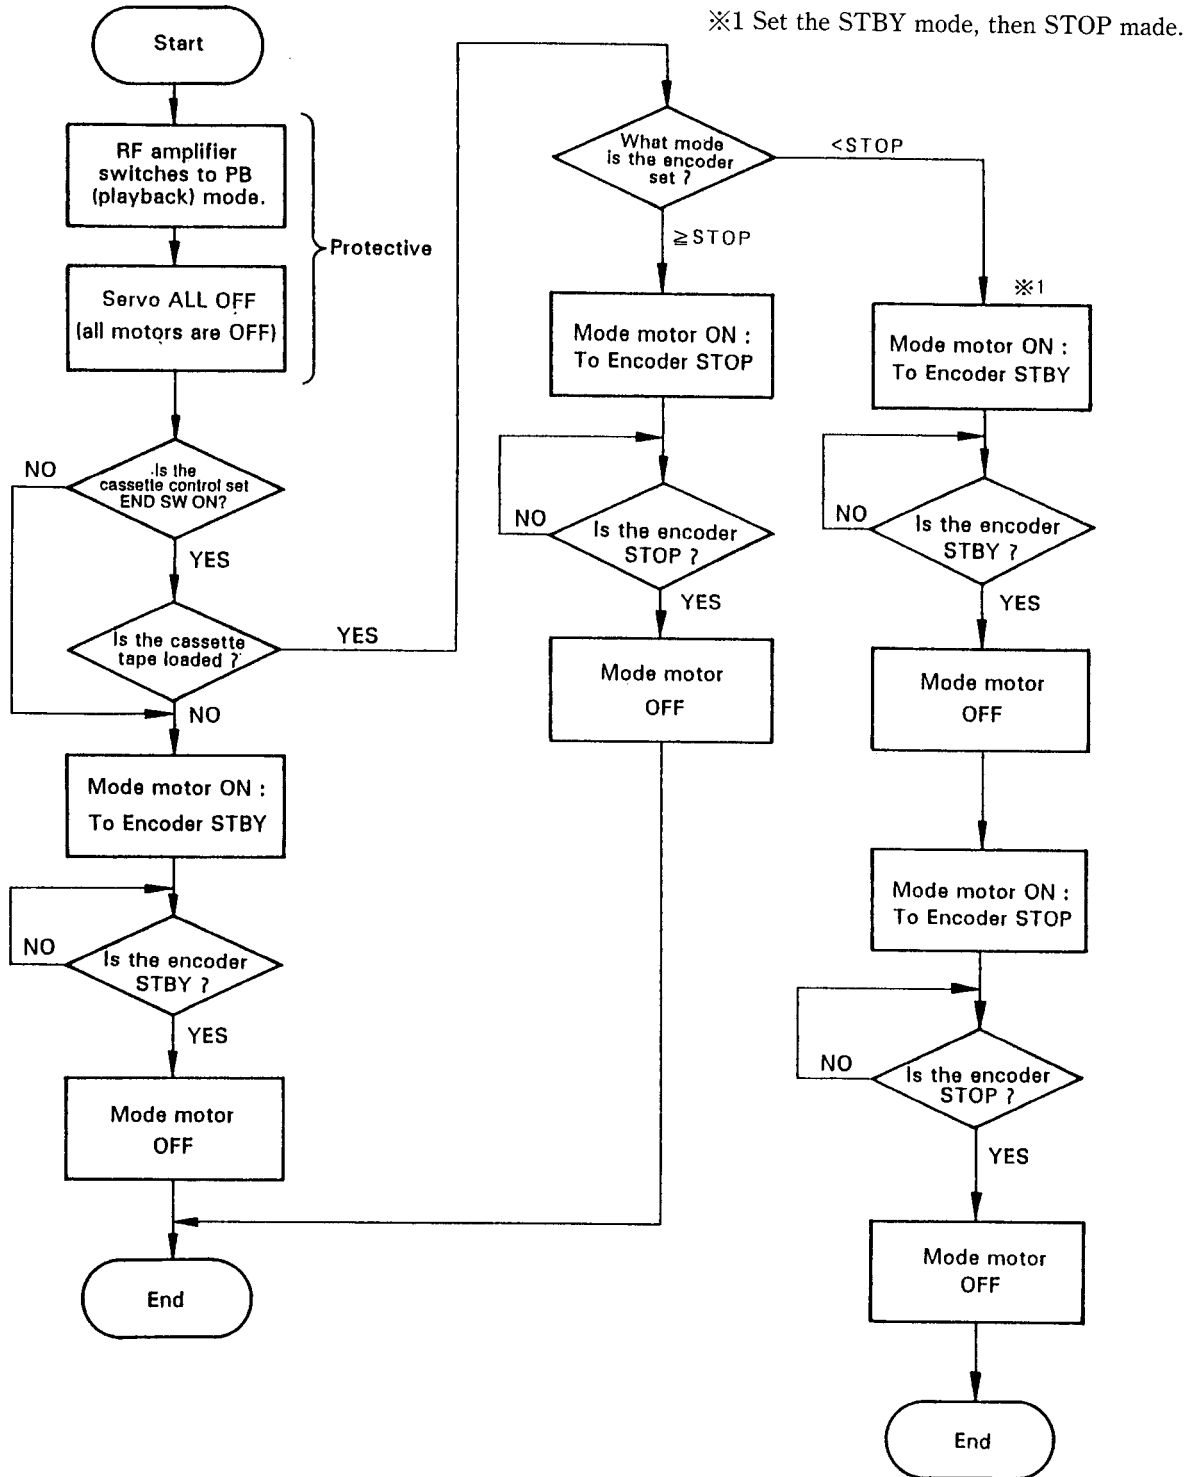 ※1 Set the STBY mode, then STOP made.
Start
RF amplifier
switches to PB
(playback) mode.
Servo ALL OFF
(all motors are OFF)
Protective
Is the
cassette control set
END SW ON?
NO
YES
Is the cassette
tape loaded ?
YES
NO
Mode motor ON :
To Encoder STBY
Is the encoder
STBY ?
NO
YES
Mode motor
OFF
End
What mode
is the encoder
set ?
<STOP
≧STOP
Mode motor ON :
To Encoder STOP
Is the encoder
STOP ?
NO
YES
Mode motor
OFF
※1
Mode motor ON :
To Encoder STBY
Is the encoder
STBY ?
NO
YES
Mode motor
OFF
Mode motor ON :
To Encoder STOP
Is the encoder
STOP ?
NO
YES
Mode motor
OFF
End